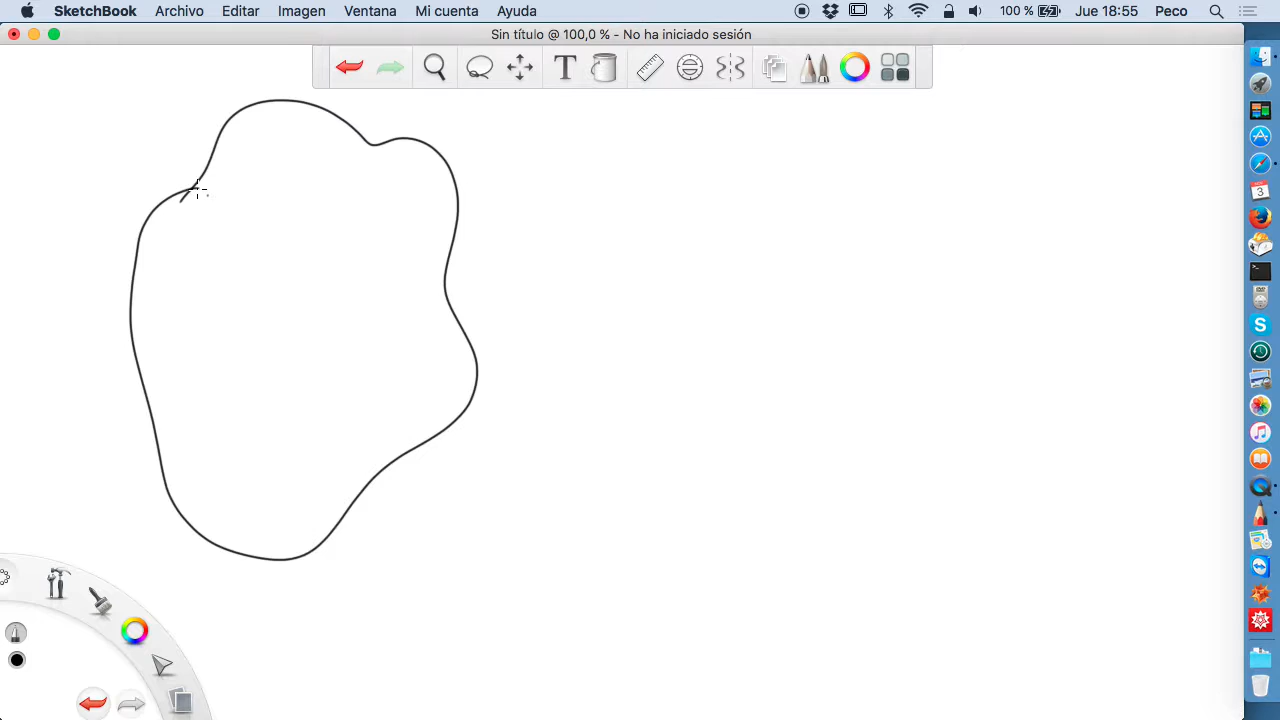 SketchBook Archivo Editar Imagen Ventana Mi cuenta Ayuda 100 % Jue 18:55 Peco
Sin título @ 100,0 % - No ha iniciado sesión
T
3
S